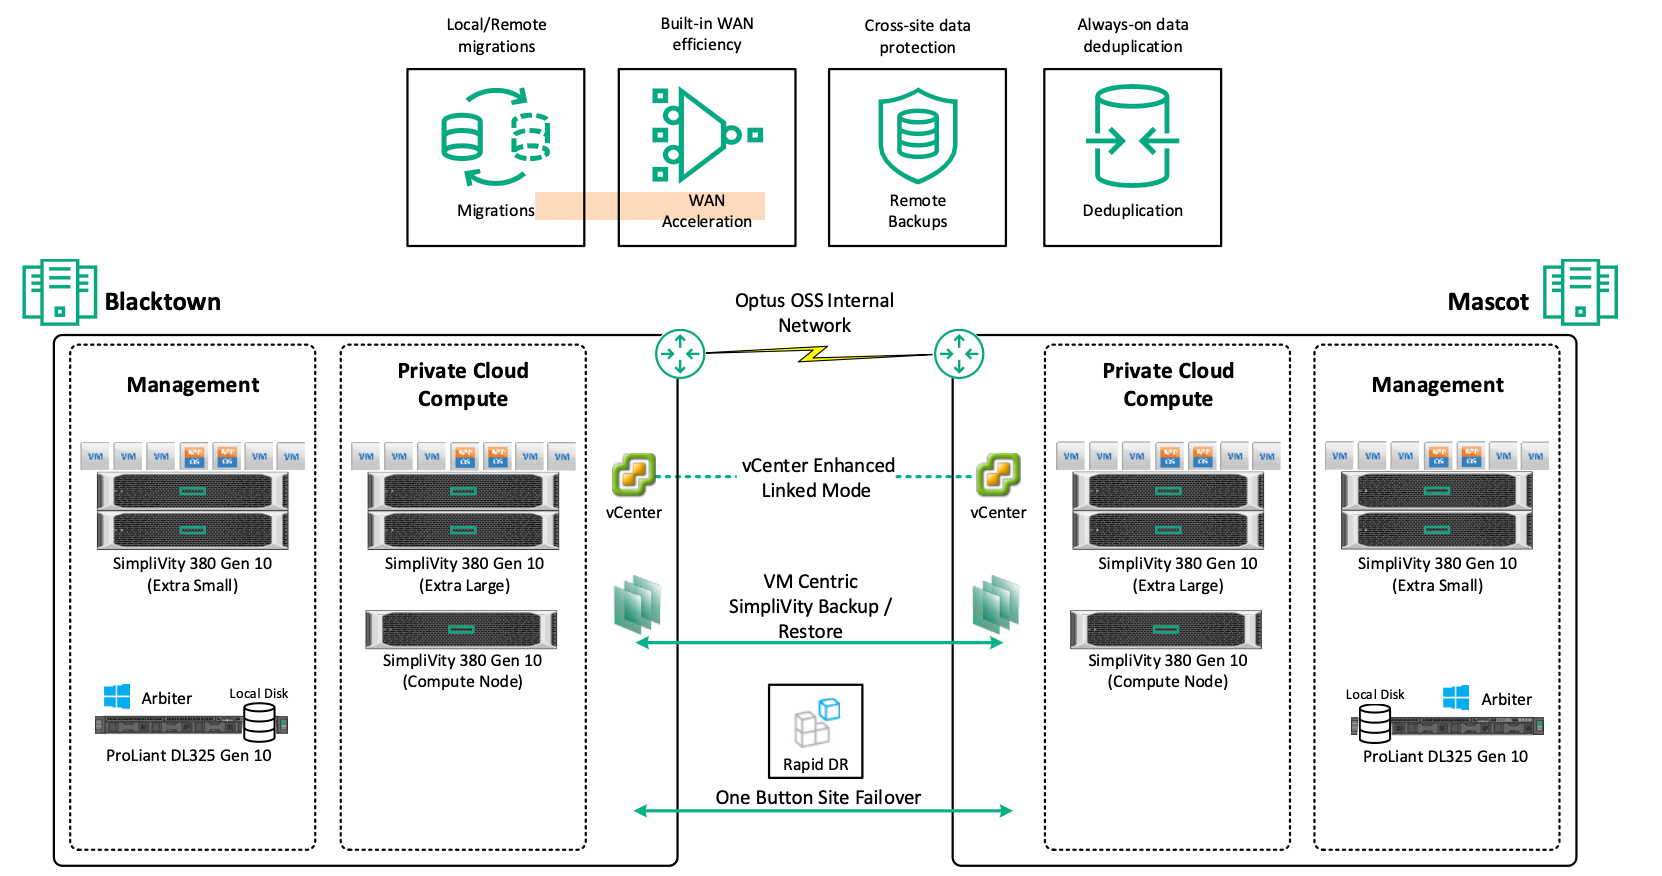 Local/Remote
migrations
Built-in WAN
efficiency
Cross-site data
protection
Always-on data
deduplication
Migrations
WAN
Acceleration
Remote
Backups
Deduplication
Blacktown
Optus OSS Internal
Network
Mascot
Management
Private Cloud
Compute
Private Cloud
Compute
Management
VM VM VM APP OS APP OS VM VM
VM VM VM APP OS APP OS VM VM
VM VM VM APP OS APP OS VM VM
VM VM VM APP OS APP OS VM VM
SimpliVity 380 Gen 10
(Extra Small)
SimpliVity 380 Gen 10
(Extra Large)
vCenter
vCenter Enhanced
Linked Mode
vCenter
SimpliVity 380 Gen 10
(Extra Large)
SimpliVity 380 Gen 10
(Extra Small)
VM Centric
SimpliVity Backup /
Restore
SimpliVity 380 Gen 10
(Compute Node)
SimpliVity 380 Gen 10
(Compute Node)
Arbiter
Local Disk
ProLiant DL325 Gen 10
Rapid DR
One Button Site Failover
Local Disk
Arbiter
ProLiant DL325 Gen 10